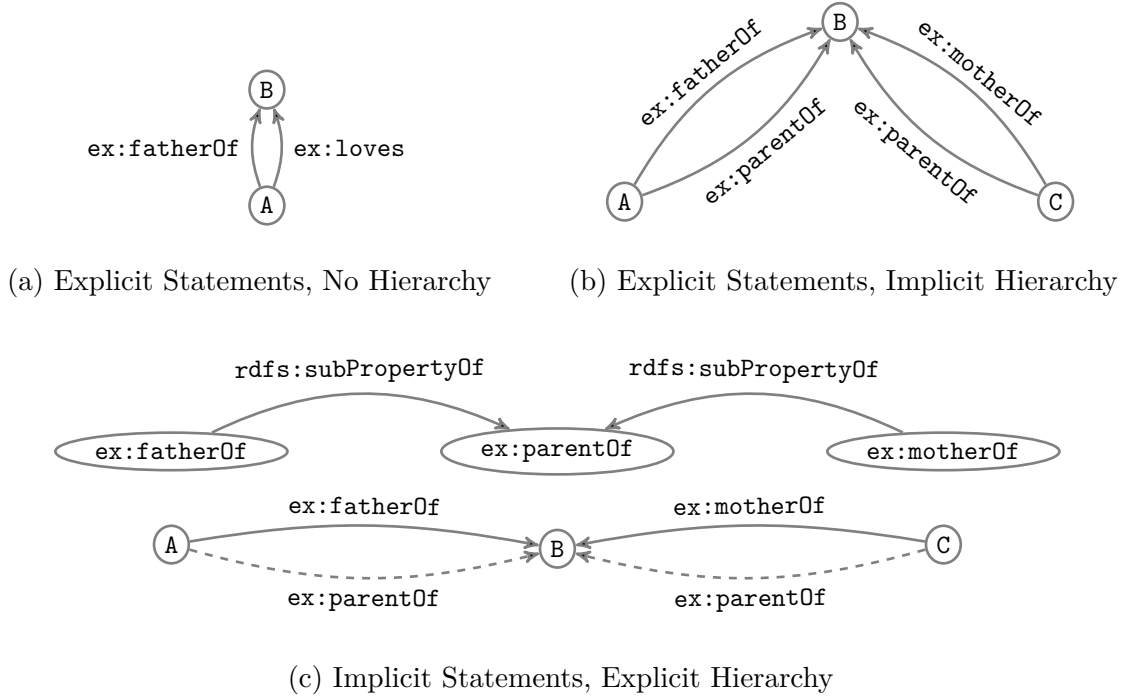 B
ex:fatherOf
ex:loves
A
(a) Explicit Statements, No Hierarchy
B
ex:fatherOf
ex:parentOf
ex:motherOf
ex:parentOf
A
C
(b) Explicit Statements, Implicit Hierarchy
rdfs:subPropertyOf
rdfs:subPropertyOf
ex:fatherOf
ex:parentOf
ex:motherOf
ex:fatherOf
ex:motherOf
A
B
C
ex:parentOf
ex:parentOf
(c) Implicit Statements, Explicit Hierarchy